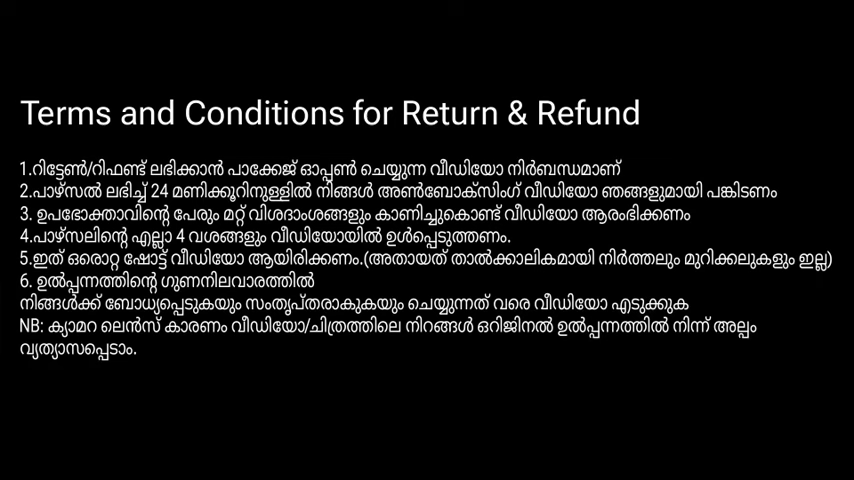 Terms and Conditions for Return & Refund
1.റിട്ടേൺ/റിഫണ്ട് ലഭിക്കാൻ പാക്കേജ് ഓപ്പൺ ചെയ്യുന്ന വീഡിയോ നിർബന്ധമാണ്
2.പാഴ്സൽ ലഭിച്ച് 24 മണിക്കൂറിനുള്ളിൽ നിങ്ങൾ അൺബോക്സിംഗ് വീഡിയോ ഞങ്ങളുമായി പങ്കിടണം
3. ഉപഭോക്താവിന്റെ പേരും മറ്റ് വിശദാംശങ്ങളും കാണിച്ചുകൊണ്ട് വീഡിയോ ആരംഭിക്കണം
4.പാഴ്സലിന്റെ എല്ലാ 4 വശങ്ങളും വീഡിയോയിൽ ഉൾപ്പെടുത്തണം.
5.ഇത് ഒരൊറ്റ ഷോട്ട് വീഡിയോ ആയിരിക്കണം.(അതായത് താൽക്കാലികമായി നിർത്തലും മുറിക്കലുകളും ഇല്ല)
6. ഉൽപ്പന്നത്തിന്റെ ഗുണനിലവാരത്തിൽ
നിങ്ങൾക്ക് ബോധ്യപ്പെടുകയും സംതൃപ്തരാകുകയും ചെയ്യുന്നത് വരെ വീഡിയോ എടുക്കുക
NB: ക്യാമറ ലെൻസ് കാരണം വീഡിയോ/ചിത്രത്തിലെ നിറങ്ങൾ ഒറിജിനൽ ഉൽപ്പന്നത്തിൽ നിന്ന് അല്പം
വ്യത്യാസപ്പെടാം.